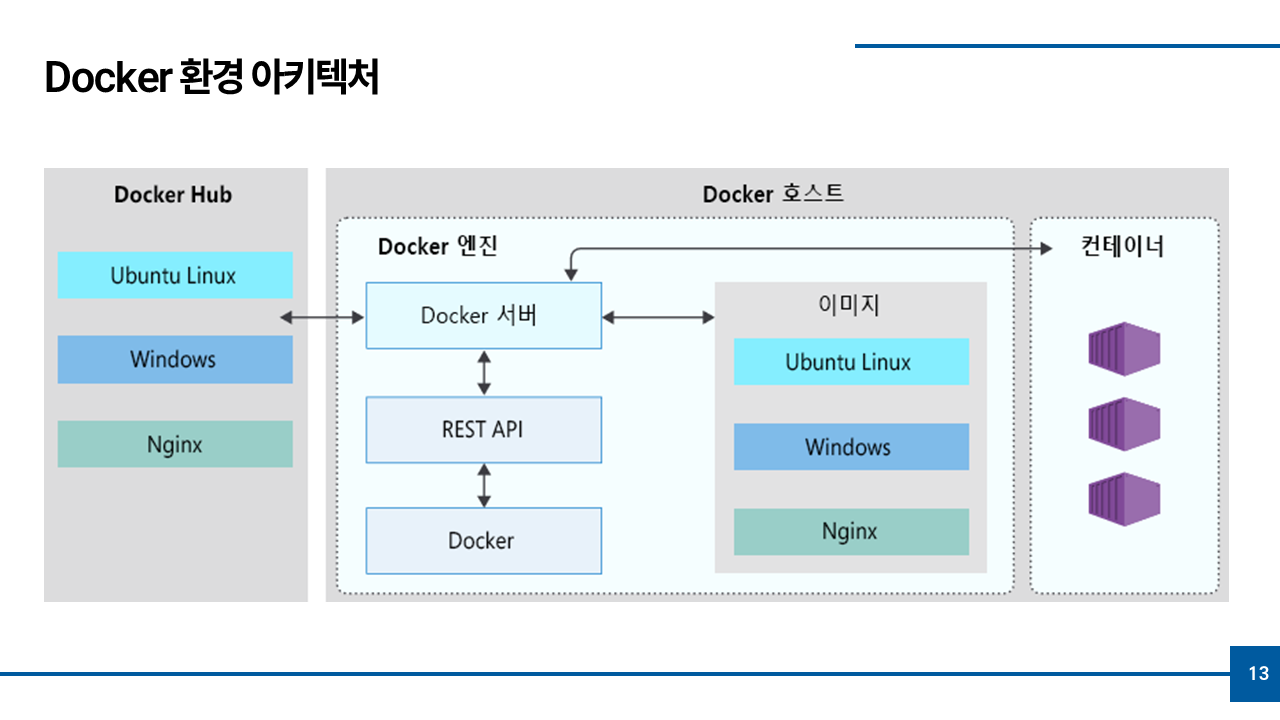 Docker 환경 아키텍처
Docker Hub
Ubuntu Linux
Windows
Nginx
Docker 호스트
Docker 엔진
Docker 서버
REST API
Docker
이미지
Ubuntu Linux
Windows
Nginx
컨테이너
13